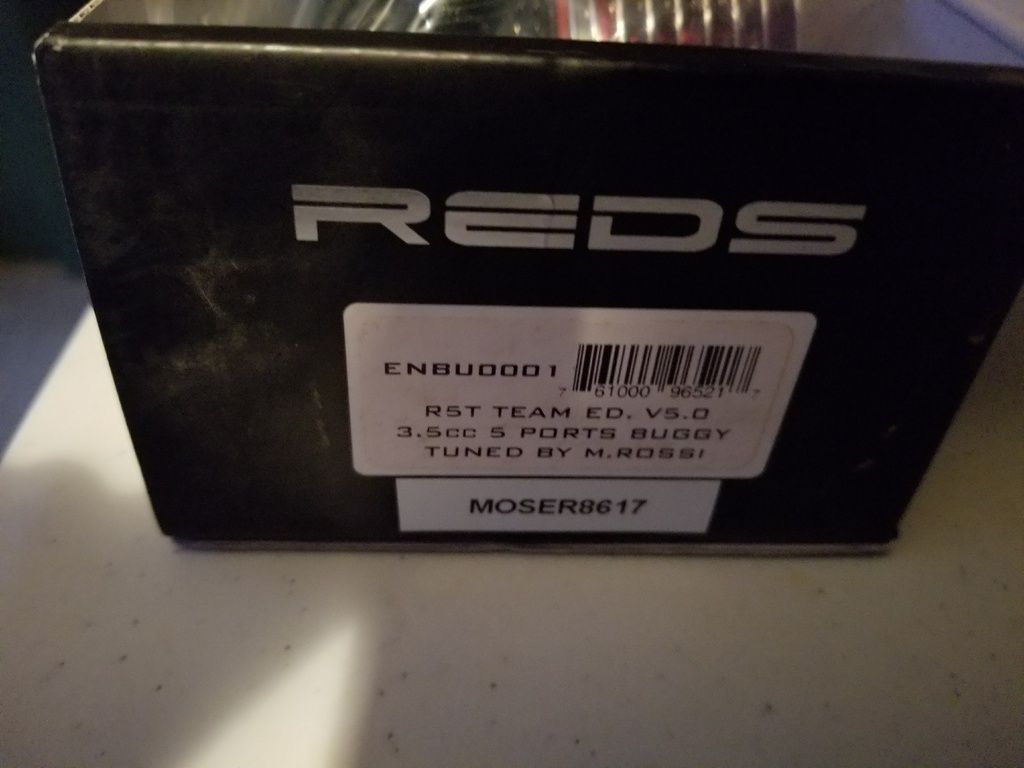 REDS
ENBU0001
7 61000 96521 7
R5T TEAM ED. V5.0
3.5cc 5 PORTS BUGGY
TUNED BY M.ROSSI
MOSER8617